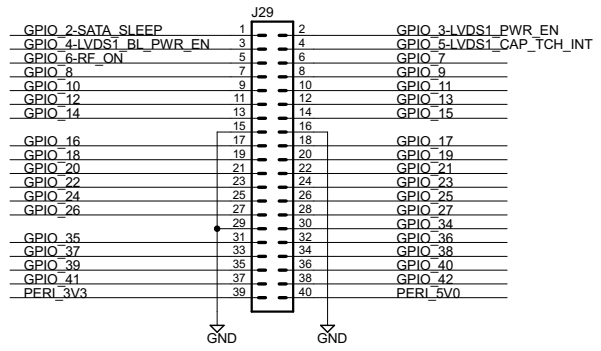 J29
GPIO_2-SATA_SLEEP 1 2 GPIO_3-LVDS1_PWR_EN
GPIO_4-LVDS1_BL_PWR_EN 3 4 GPIO_5-LVDS1_CAP_TCH_INT
GPIO_6-RF_ON 5 6 GPIO_7
GPIO_8 7 8 GPIO_9
GPIO_10 9 10 GPIO_11
GPIO_12 11 12 GPIO_13
GPIO_14 13 14 GPIO_15
15 16
GPIO_16 17 18 GPIO_17
GPIO_18 19 20 GPIO_19
GPIO_20 21 22 GPIO_21
GPIO_22 23 24 GPIO_23
GPIO_24 25 26 GPIO_25
GPIO_26 27 28 GPIO_27
29 30 GPIO_34
GPIO_35 31 32 GPIO_36
GPIO_37 33 34 GPIO_38
GPIO_39 35 36 GPIO_40
GPIO_41 37 38 GPIO_42
PERI_3V3 39 40 PERI_5V0
GND GND